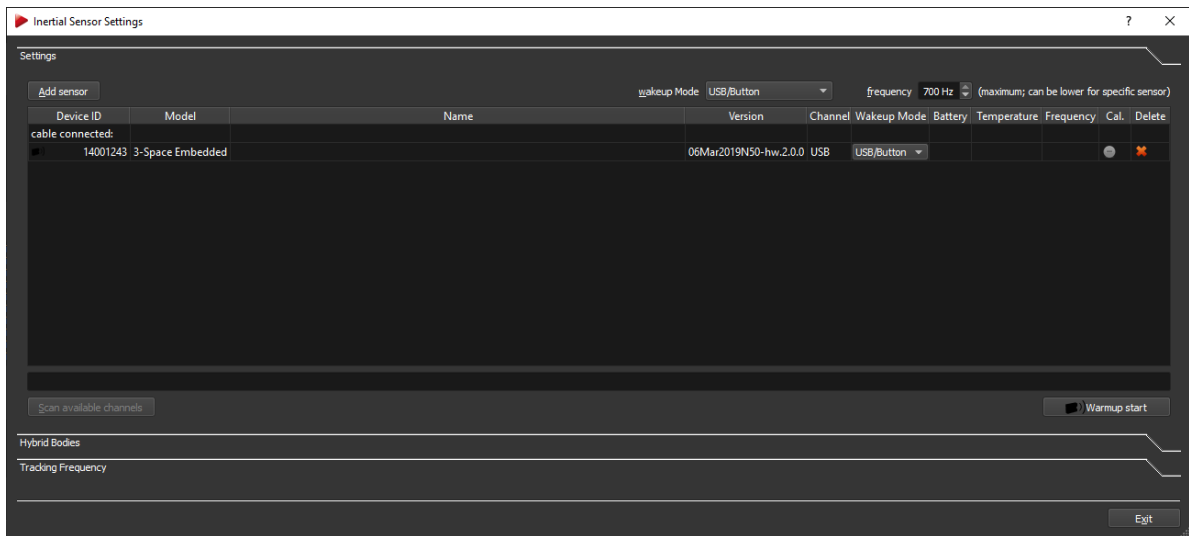 Inertial Sensor Settings
Settings
Add sensor wakeup Mode USB/Button frequency 700 Hz (maximum; can be lower for specific sensor)
Device ID Model Name Version Channel Wakeup Mode Battery Temperature Frequency Cal. Delete
cable connected:
14001243 3-Space Embedded 06Mar2019N50-hw.2.0.0 USB USB/Button
Scan available channels Warmup start
Hybrid Bodies
Tracking Frequency
Exit